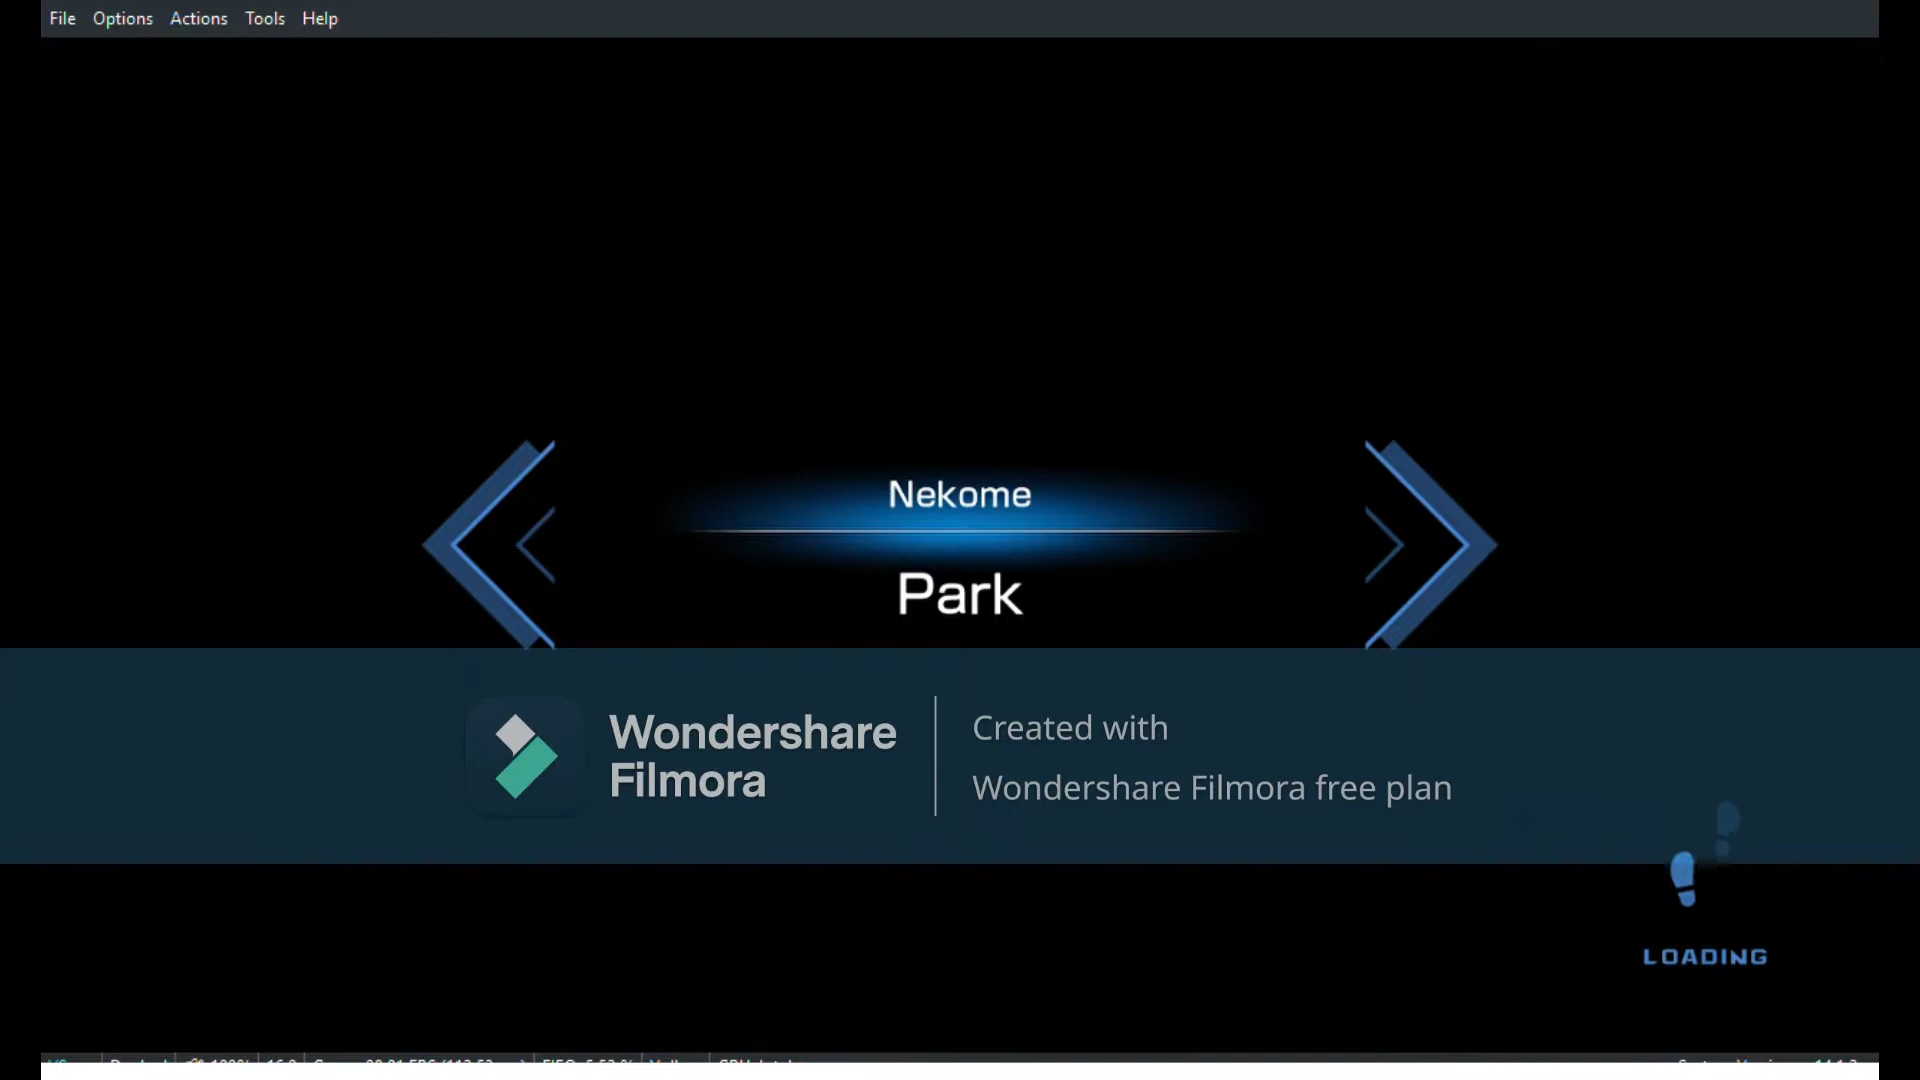 File Options Actions Tools Help
Nekome
Park
Wondershare
Filmora
Created with
Wondershare Filmora free plan
LOADING